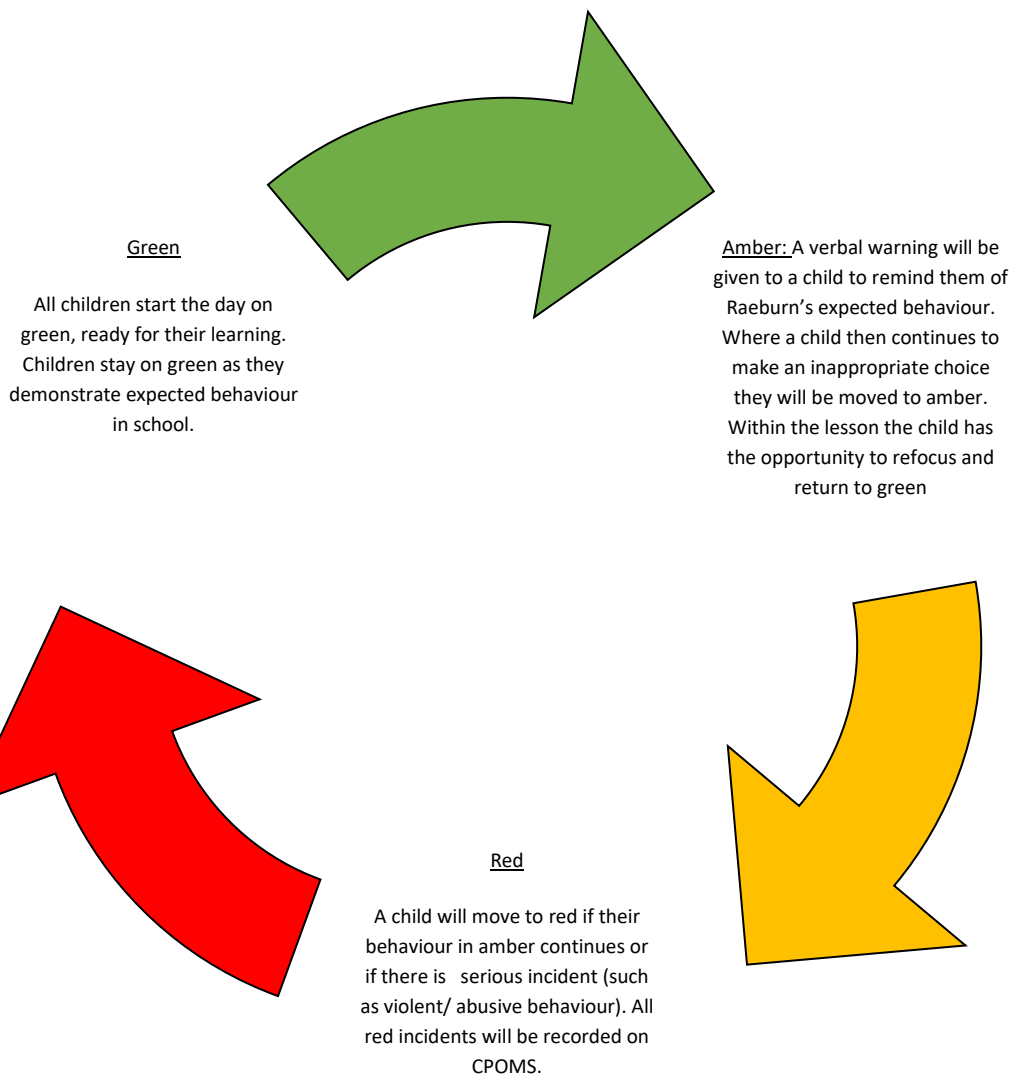 Green
All children start the day on
green, ready for their learning.
Children stay on green as they
demonstrate expected behaviour
in school.
Amber: A verbal warning will be
given to a child to remind them of
Raeburn’s expected behaviour.
Where a child then continues to
make an inappropriate choice
they will be moved to amber.
Within the lesson the child has
the opportunity to refocus and
return to green
Red
A child will move to red if their
behaviour in amber continues or
if there is   serious incident (such
as violent/ abusive behaviour). All
red incidents will be recorded on
CPOMS.